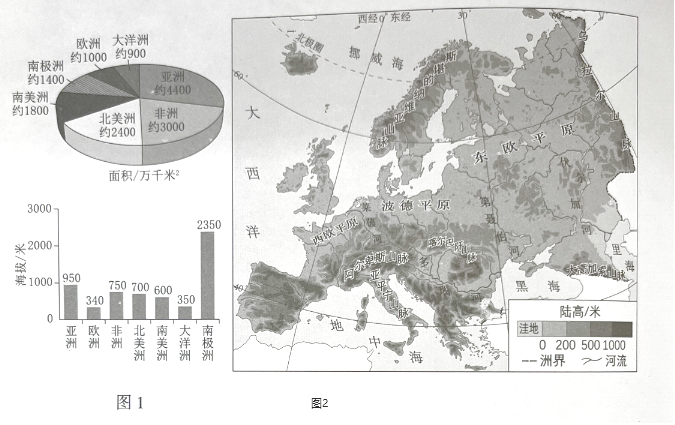 大洋洲
约900
欧洲
约1000
南极洲
约1400
南美洲
约1800
亚洲
约4400
非洲
约3000
北美洲
约2400
面积/万千米²
海拔/米
3000
2000
1000
0
950
340
750
700
600
350
2350
亚洲
欧洲
非洲
北美洲
南美洲
大洋洲
南极洲
图1
西经 0° 东经
30°
60°
北极圈
挪威海
斯堪的纳维亚山脉
乌拉尔山脉
大西洋
东欧平原
波德平原
西欧平原
莱茵河
第聂伯河
伏尔加河
喀尔巴阡山脉
阿尔卑斯山脉
亚平宁山脉
多瑙河
大高加索山脉
里海
黑海
地中海
陆高/米
洼地
0 200 500 1000
洲界
河流
图2